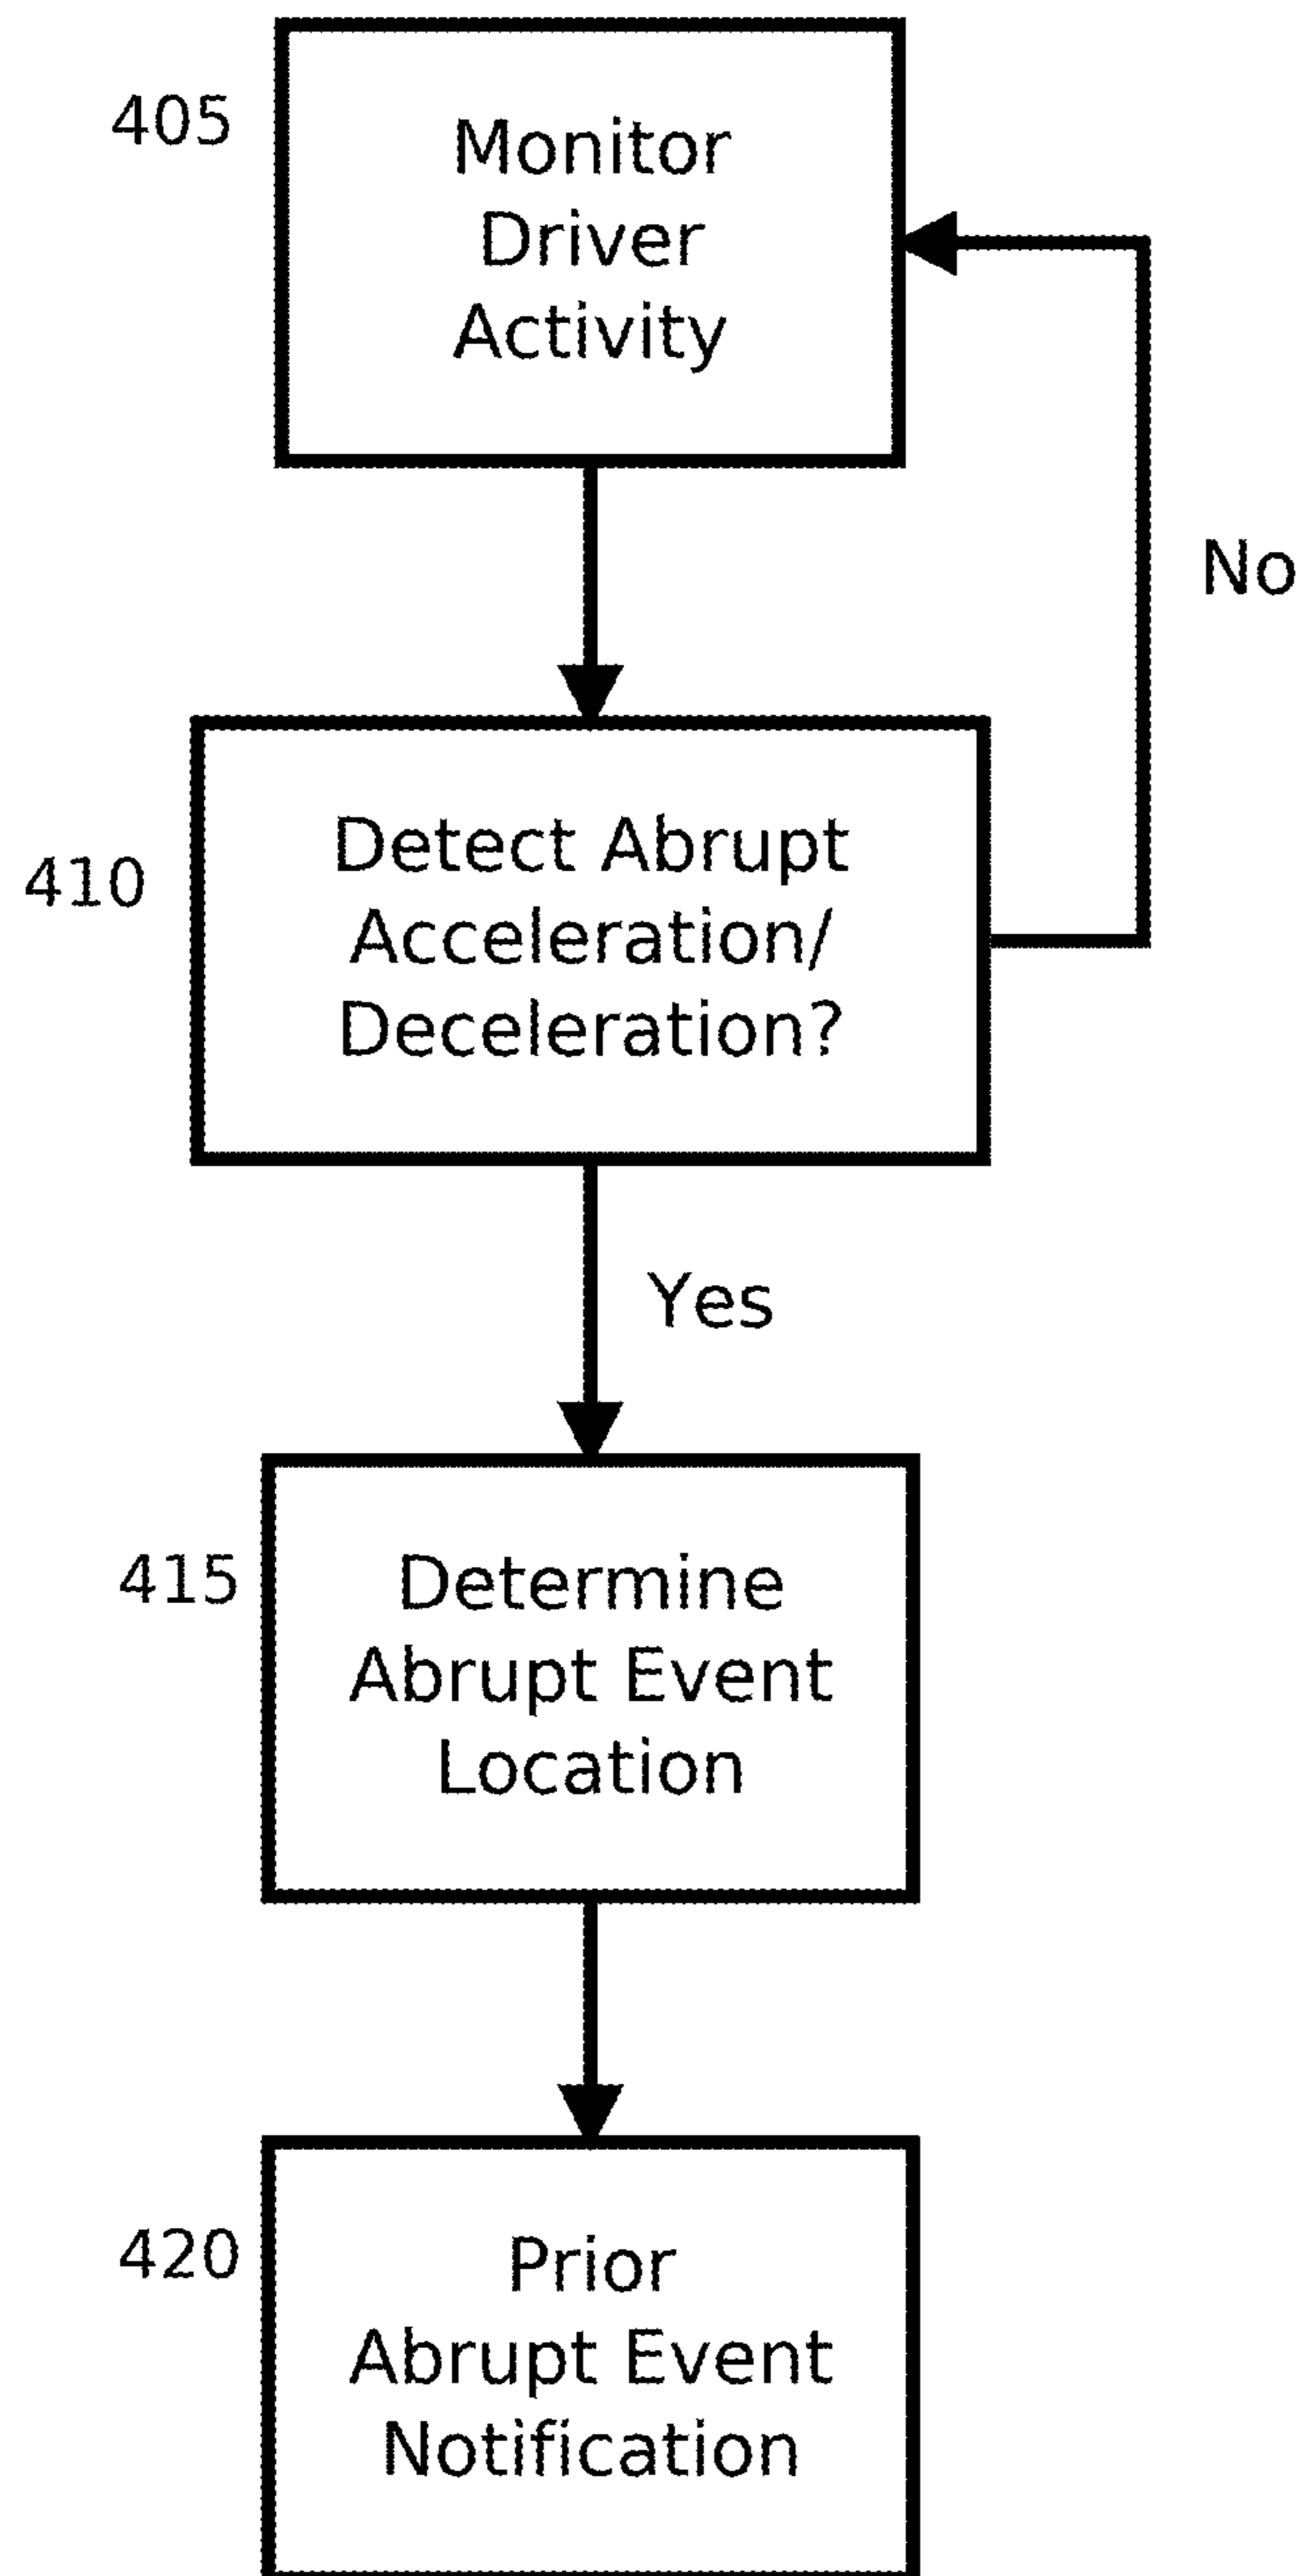 405
Monitor
Driver
Activity
No
410
Detect Abrupt
Acceleration/
Deceleration?
Yes
415
Determine
Abrupt Event
Location
420
Prior
Abrupt Event
Notification